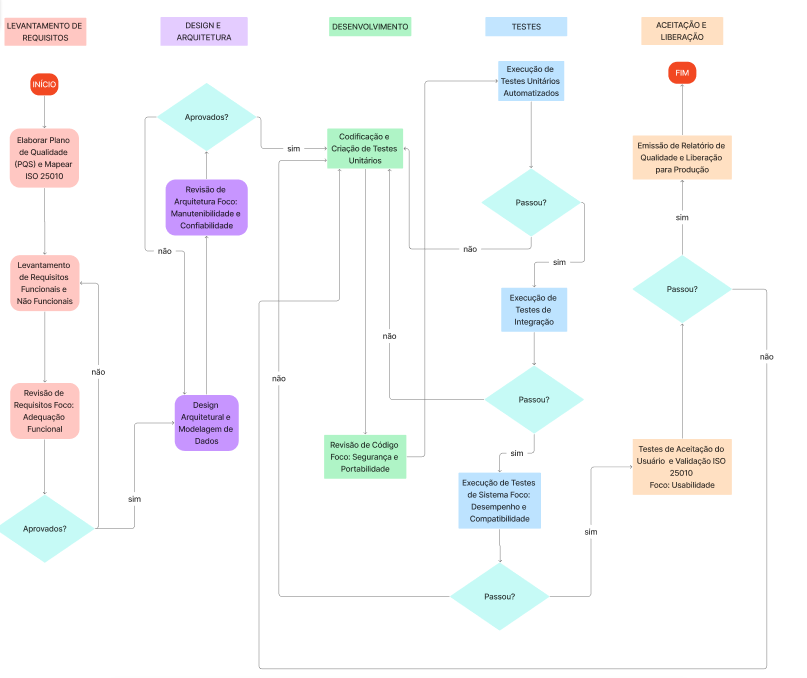 LEVANTAMENTO DE
REQUISITOS
INÍCIO
Elaborar Plano
de Qualidade
(PQS) e Mapear
ISO 25010
Levantamento
de Requisitos
Funcionais e
Não Funcionais
não
Revisão de
Requisitos Foco:
Adequação
Funcional
Aprovados?
sim
DESIGN E
ARQUITETURA
Aprovados?
sim
Revisão de
Arquitetura Foco:
Manutenibilidade e
Confiabilidade
não
Design
Arquitetural e
Modelagem de
Dados
DESENVOLVIMENTO
Codificação e
Criação de Testes
Unitários
não
não
Revisão de Código
Foco: Segurança e
Portabilidade
TESTES
Execução de
Testes Unitários
Automatizados
Passou?
não
sim
Execução de
Testes de
Integração
Passou?
sim
Execução de Testes
de Sistema Foco:
Desempenho e
Compatibilidade
Passou?
sim
ACEITAÇÃO E
LIBERAÇÃO
FIM
Emissão de Relatório de
Qualidade e Liberação
para Produção
sim
Passou?
não
Testes de Aceitação do
Usuário e Validação ISO
25010
Foco: Usabilidade